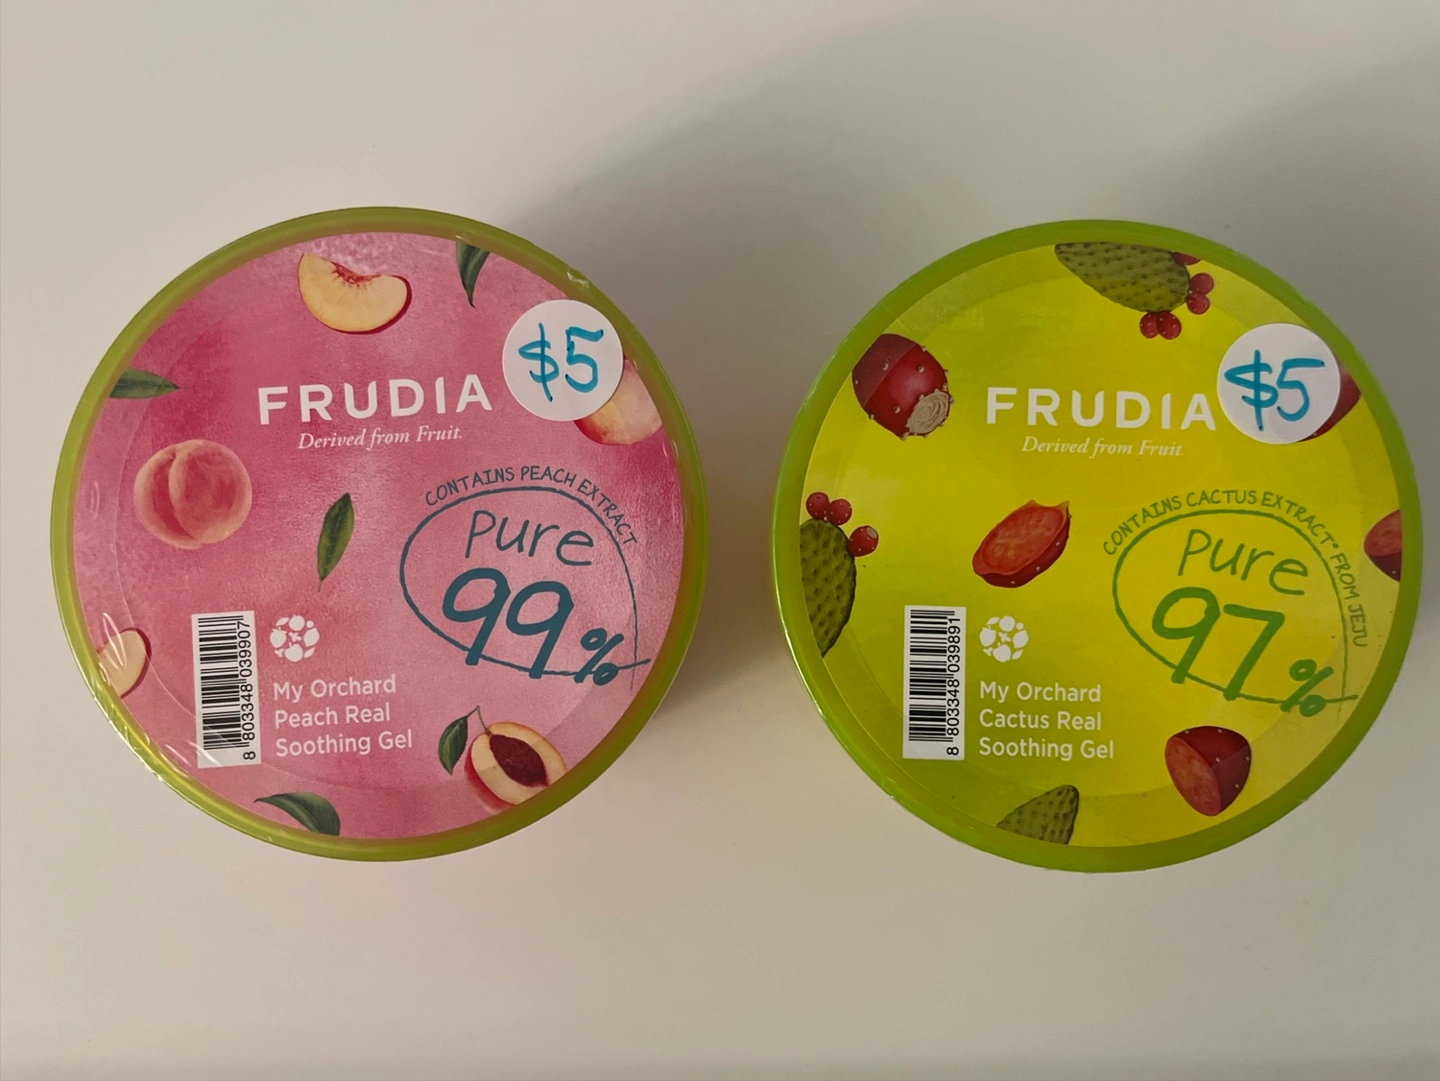 $5
FRUDIA
Derived from Fruit.
CONTAINS PEACH EXTRACT
Pure
99%
8 803348 039907
My Orchard
Peach Real
Soothing Gel
$5
FRUDIA
Derived from Fruit.
CONTAINS CACTUS EXTRACT* FROM JEJU
Pure
97%
8 803348 039891
My Orchard
Cactus Real
Soothing Gel